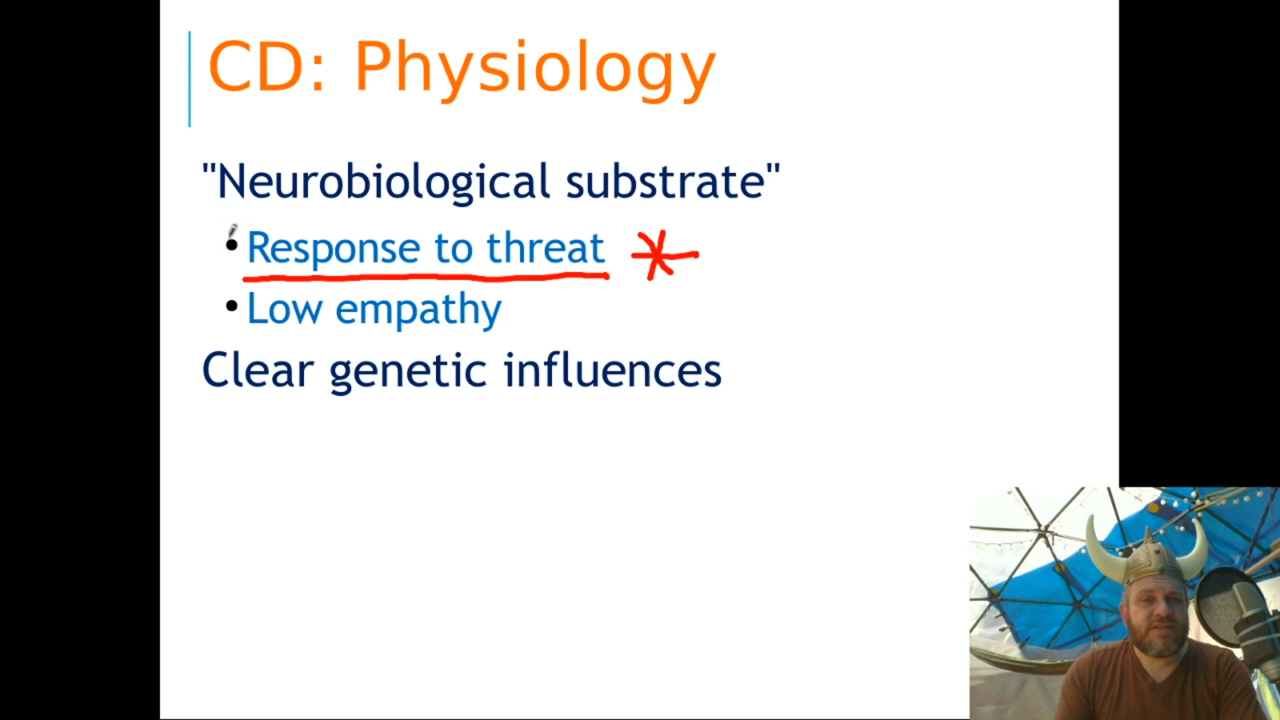 CD: Physiology
"Neurobiological substrate"
• Response to threat *
• Low empathy
Clear genetic influences